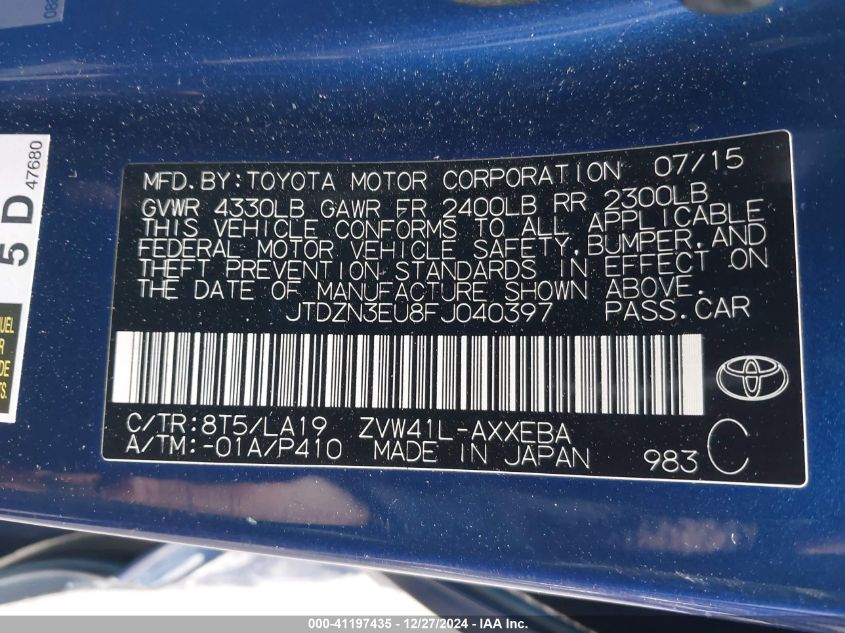 MFD. BY: TOYOTA MOTOR CORPORATION 07/15
GVWR 4330LB GAWR FR 2400LB RR 2300LB
THIS VEHICLE CONFORMS TO ALL APPLICABLE
FEDERAL MOTOR VEHICLE SAFETY, BUMPER, AND
THEFT PREVENTION STANDARDS IN EFFECT ON
THE DATE OF MANUFACTURE SHOWN ABOVE.
JTDZN3EU8FJ040397 PASS. CAR
C/TR: 8T5/LA19 ZVW41L-AXXEBA
A/TM: -01A/P410 MADE IN JAPAN 983 C
5 D 47680
000-41197435 - 12/27/2024 - IAA Inc.